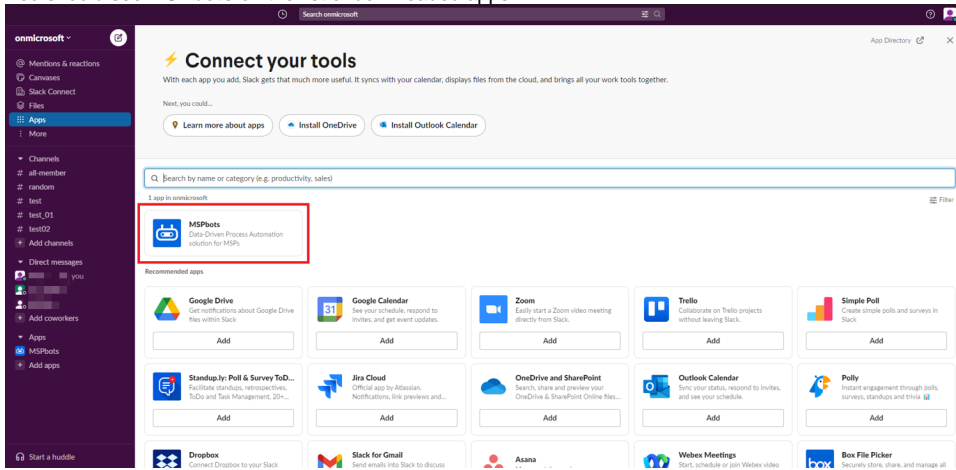 Search onmicrosoft
onmicrosoft
Mentions & reactions
Canvases
Slack Connect
Files
Apps
More
Channels
# all-member
# random
# test
# test_01
# test02
+ Add channels
Direct messages
you
+ Add coworkers
Apps
MSPbots
+ Add apps
Start a huddle
App Directory
Connect your tools
With each app you add, Slack gets that much more useful. It syncs with your calendar, displays files from the cloud, and brings all your work tools together.
Next, you could...
Learn more about apps
Install OneDrive
Install Outlook Calendar
Search by name or category (e.g. productivity, sales)
1 app in onmicrosoft
Filter
MSPbots
Data-Driven Process Automation
solution for MSPs
Recommended apps
Google Drive
Get notifications about Google Drive
files within Slack
Add
31
Google Calendar
See your schedule, respond to
invites, and get event updates.
Add
Zoom
Easily start a Zoom video meeting
directly from Slack.
Add
Trello
Collaborate on Trello projects
without leaving Slack.
Add
Simple Poll
Create simple polls and surveys in
Slack
Add
Standup.ly: Poll & Survey ToD...
Facilitate standups, retrospectives,
ToDo and Task Management, 20+...
Add
Jira Cloud
Official app by Atlassian.
Notifications, link previews and...
Add
OneDrive and SharePoint
Search, share and preview your
OneDrive & SharePoint Online files...
Add
Outlook Calendar
Sync your status, respond to invites,
and see your schedule.
Add
Polly
Instant engagement through polls,
surveys, standups and trivia
Add
Dropbox
Connect Dropbox to your Slack
Slack for Gmail
Send emails into Slack to discuss
Asana
Webex Meetings
Start, schedule or join Webex video
box
Box File Picker
Securely store, share, and manage all